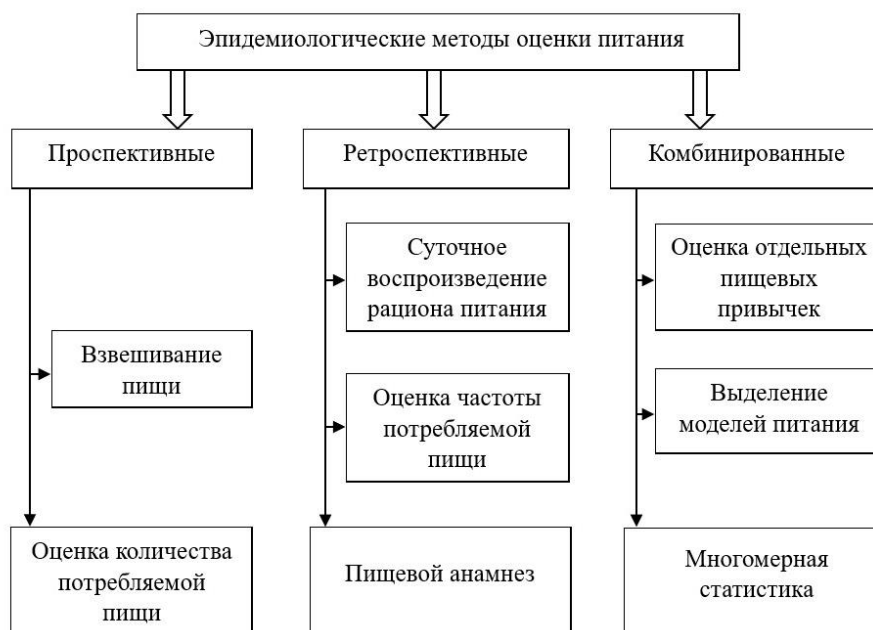 Эпидемиологические методы оценки питания
Проспективные
Ретроспективные
Комбинированные
Взвешивание
пищи
Оценка количества
потребляемой
пищи
Суточное
воспроизведение
рациона питания
Оценка частоты
потребляемой
пищи
Пищевой анамнез
Оценка отдельных
пищевых
привычек
Выделение
моделей питания
Многомерная
статистика